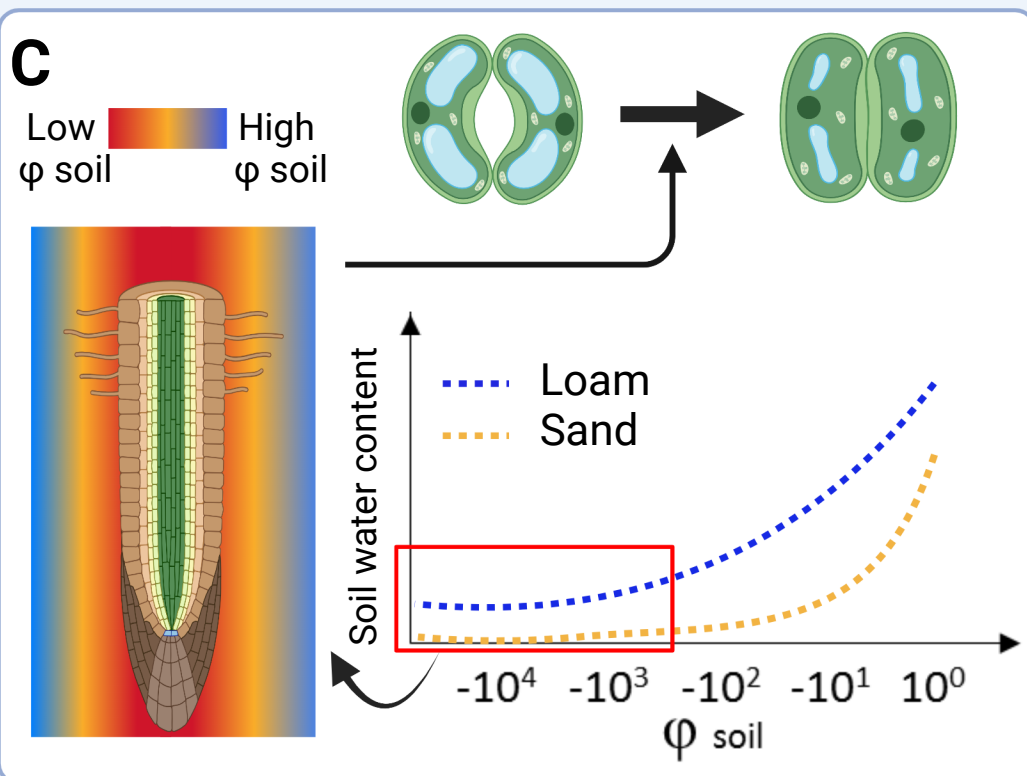 C
Low High
φ soil φ soil
Loam
Sand
Soil water content
-10⁴ -10³ -10² -10¹ 10⁰
φ soil